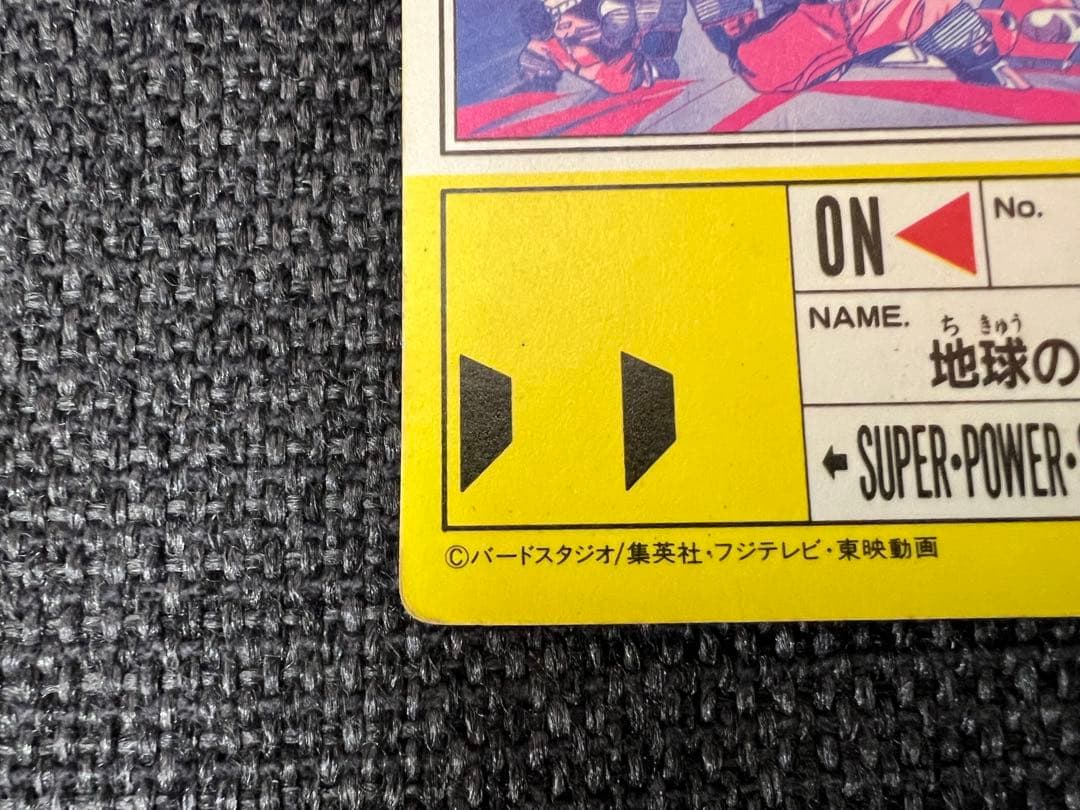 ON
No.
NAME.
ち きゅう
地球の
SUPER・POWER・
©バードスタジオ/集英社・フジテレビ・東映動画